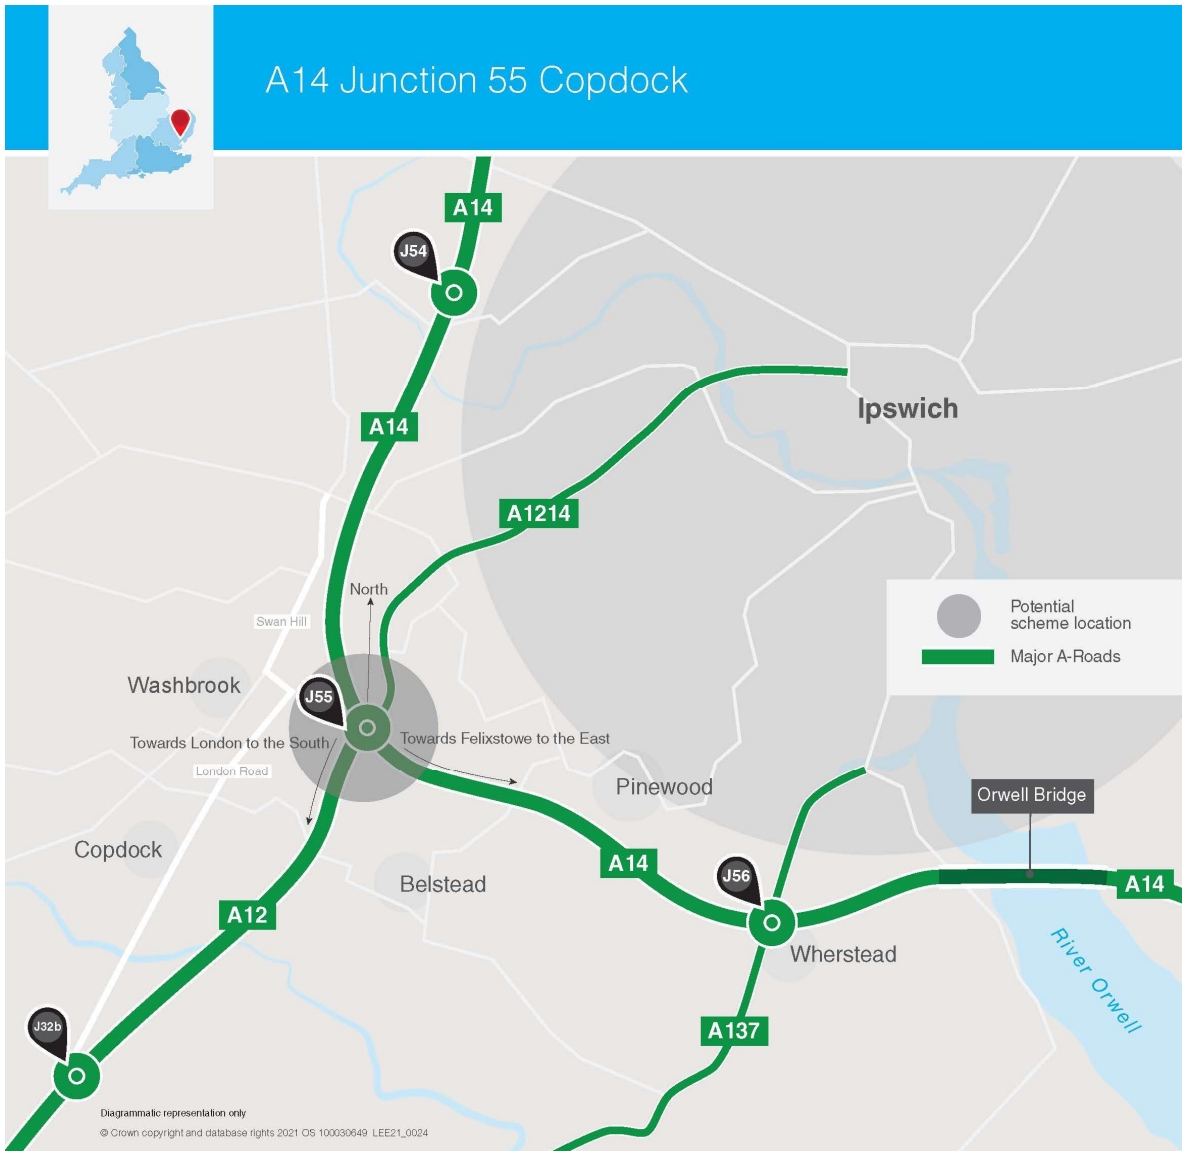 A14 Junction 55 Copdock
A14
J54
A14
Ipswich
A1214
North
Potential
scheme location
Major A-Roads
Swan Hill
Washbrook
J55
Towards London to the South
Towards Felixstowe to the East
London Road
Pinewood
Orwell Bridge
Copdock
A14
J56
Belstead
A14
A12
Wherstead
River Orwell
J32b
A137
Diagrammatic representation only
© Crown copyright and database rights 2021 OS 100030649 LEE21_0024